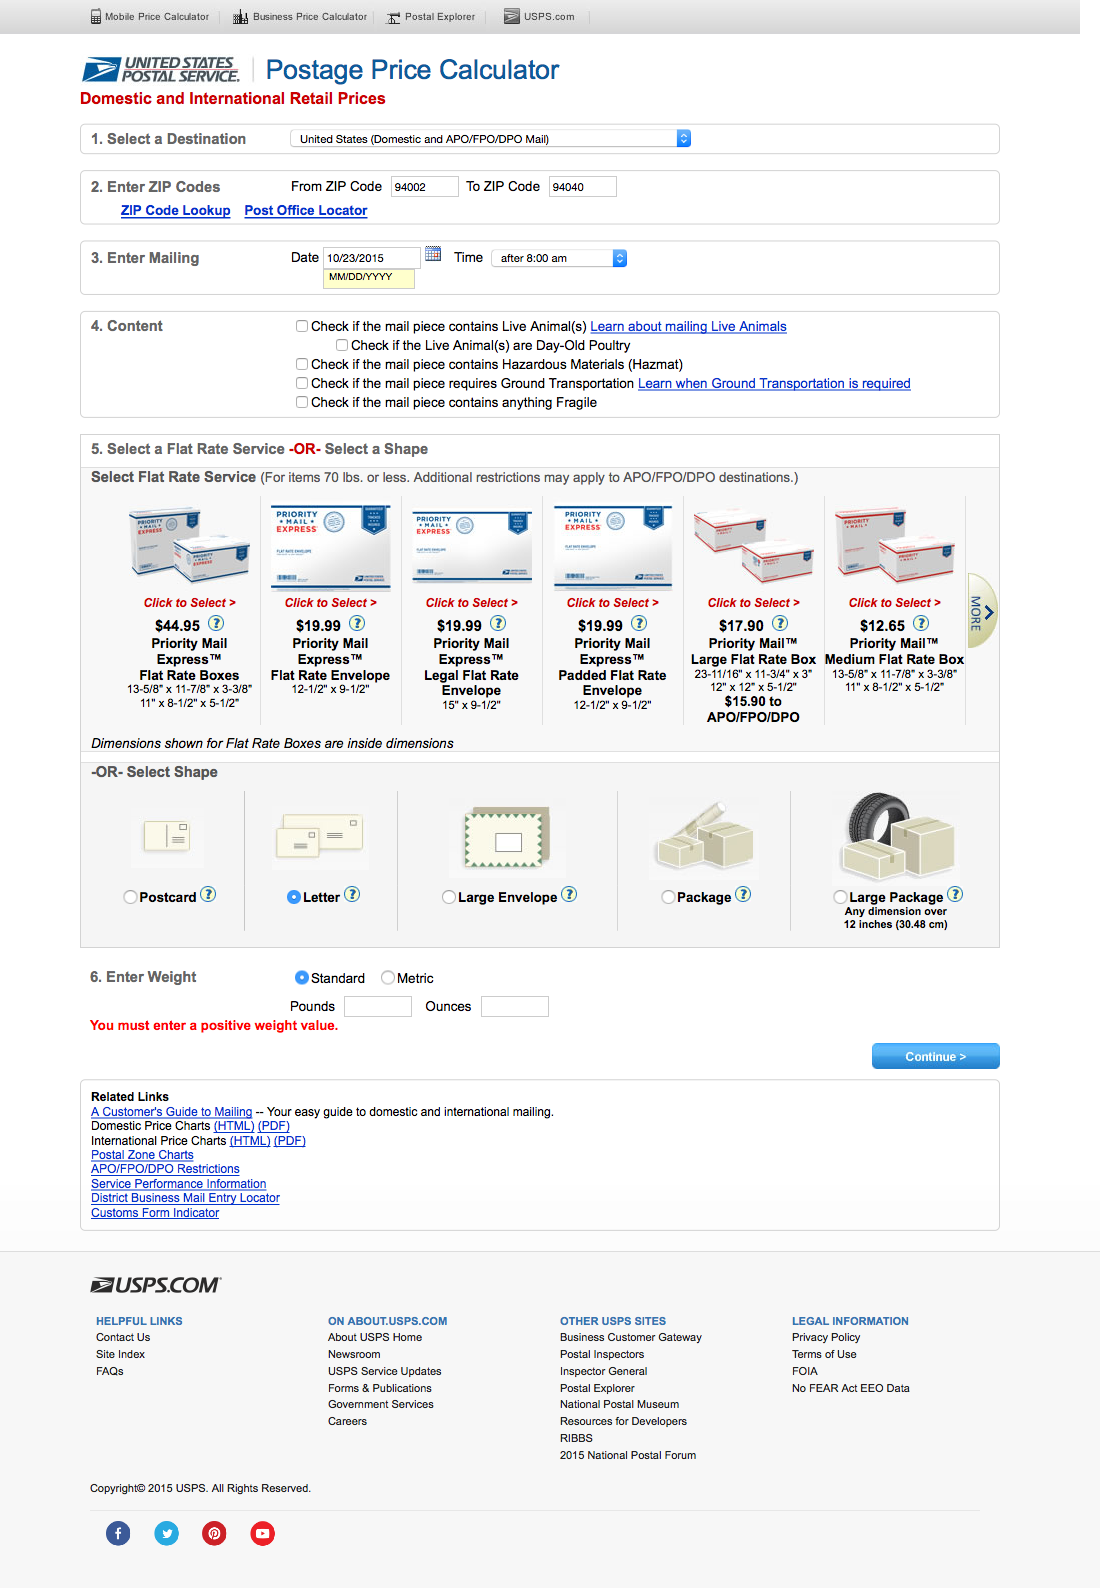 Mobile Price Calculator Business Price Calculator Postal Explorer USPS.com
UNITED STATES
POSTAL SERVICE.
Postage Price Calculator
Domestic and International Retail Prices
1. Select a Destination United States (Domestic and APO/FPO/DPO Mail)
2. Enter ZIP Codes From ZIP Code 94002 To ZIP Code 94040
ZIP Code Lookup Post Office Locator
3. Enter Mailing Date 10/23/2015 Time after 8:00 am
MM/DD/YYYY
4. Content Check if the mail piece contains Live Animal(s) Learn about mailing Live Animals
Check if the Live Animal(s) are Day-Old Poultry
Check if the mail piece contains Hazardous Materials (Hazmat)
Check if the mail piece requires Ground Transportation Learn when Ground Transportation is required
Check if the mail piece contains anything Fragile
5. Select a Flat Rate Service -OR- Select a Shape
Select Flat Rate Service (For items 70 lbs. or less. Additional restrictions may apply to APO/FPO/DPO destinations.)
Click to Select >
$44.95 ?
Priority Mail
Express™
Flat Rate Boxes
13-5/8" x 11-7/8" x 3-3/8"
11" x 8-1/2" x 5-1/2"
PRIORITY
MAIL
EXPRESS
FLAT RATE ENVELOPE
Click to Select >
$19.99 ?
Priority Mail
Express™
Flat Rate Envelope
12-1/2" x 9-1/2"
PRIORITY
MAIL
EXPRESS
FLAT RATE ENVELOPE
Click to Select >
$19.99 ?
Priority Mail
Express™
Legal Flat Rate
Envelope
15" x 9-1/2"
PRIORITY
MAIL
EXPRESS
FLAT RATE ENVELOPE
Click to Select >
$19.99 ?
Priority Mail
Express™
Padded Flat Rate
Envelope
12-1/2" x 9-1/2"
Click to Select >
$17.90 ?
Priority Mail™
Large Flat Rate Box
23-11/16" x 11-3/4" x 3"
12" x 12" x 5-1/2"
$15.90 to
APO/FPO/DPO
Click to Select >
$12.65 ?
Priority Mail™
Medium Flat Rate Box
13-5/8" x 11-7/8" x 3-3/8"
11" x 8-1/2" x 5-1/2"
MORE
Dimensions shown for Flat Rate Boxes are inside dimensions
-OR- Select Shape
Postcard ? Letter ? Large Envelope ? Package ? Large Package ?
Any dimension over
12 inches (30.48 cm)
6. Enter Weight Standard Metric
Pounds Ounces
You must enter a positive weight value.
Continue >
Related Links
A Customer's Guide to Mailing -- Your easy guide to domestic and international mailing.
Domestic Price Charts (HTML) (PDF)
International Price Charts (HTML) (PDF)
Postal Zone Charts
APO/FPO/DPO Restrictions
Service Performance Information
District Business Mail Entry Locator
Customs Form Indicator
USPS.COM
HELPFUL LINKS
Contact Us
Site Index
FAQs
ON ABOUT.USPS.COM
About USPS Home
Newsroom
USPS Service Updates
Forms & Publications
Government Services
Careers
OTHER USPS SITES
Business Customer Gateway
Postal Inspectors
Inspector General
Postal Explorer
National Postal Museum
Resources for Developers
RIBBS
2015 National Postal Forum
LEGAL INFORMATION
Privacy Policy
Terms of Use
FOIA
No FEAR Act EEO Data
Copyright© 2015 USPS. All Rights Reserved.